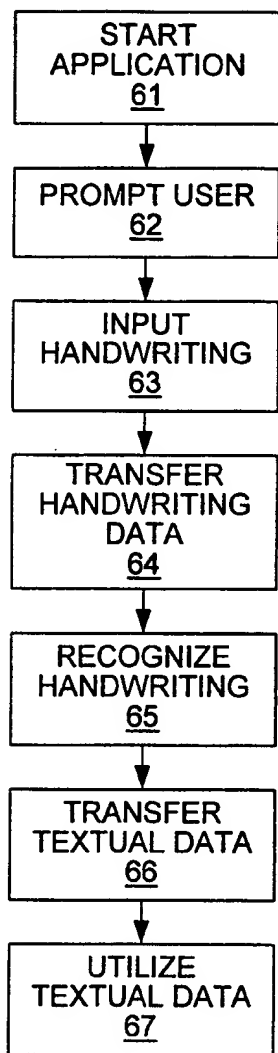 START
APPLICATION
61
PROMPT USER
62
INPUT
HANDWRITING
63
TRANSFER
HANDWRITING
DATA
64
RECOGNIZE
HANDWRITING
65
TRANSFER
TEXTUAL DATA
66
UTILIZE
TEXTUAL DATA
67